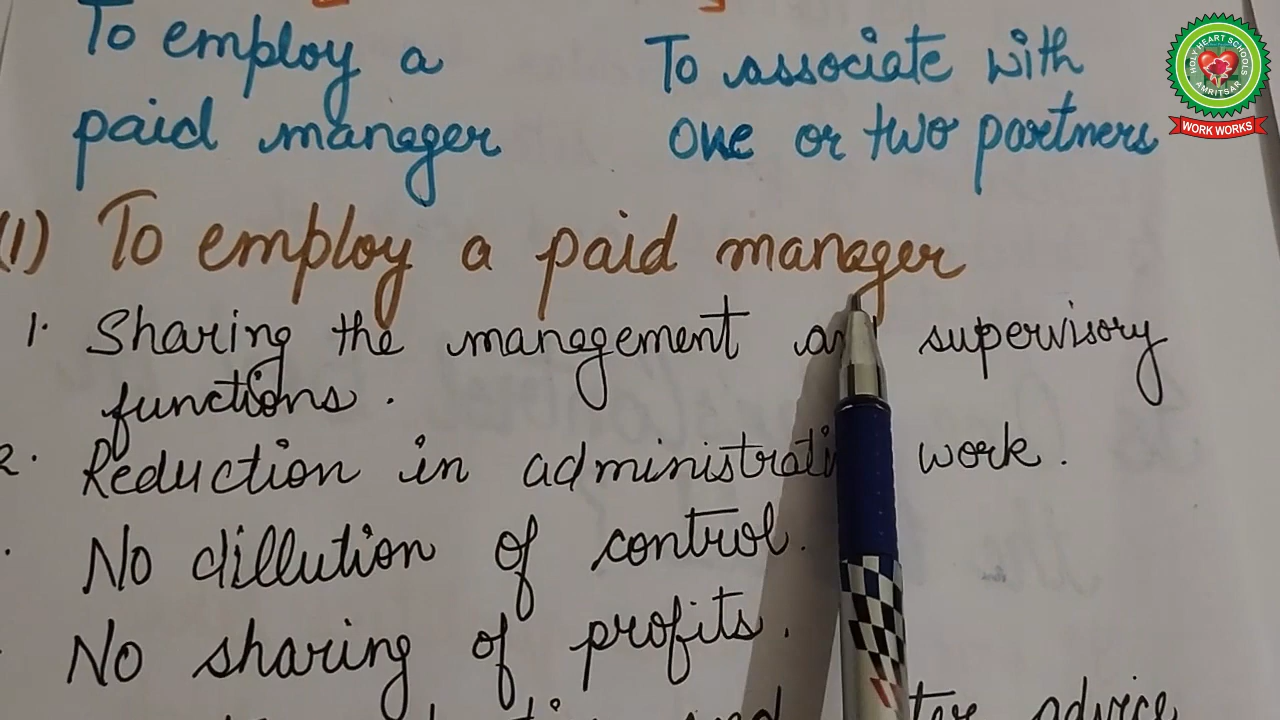 To employ a
paid manager
To associate with
one or two partners
(1) To employ a paid manager
1. Sharing the management supervisory
functions.
2. Reduction in work.
No dillution of control.
No sharing of profits.
advice
HOLY HEART SCHOOLS
AMRITSAR
WORK WORKS